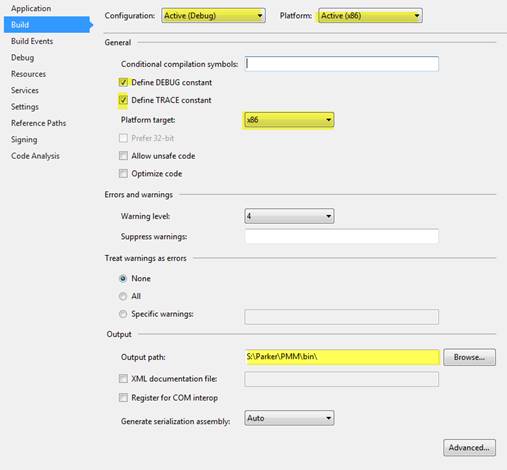 Application
Build
Build Events
Debug
Resources
Services
Settings
Reference Paths
Signing
Code Analysis
Configuration: Active (Debug) Platform: Active (x86)
General
Conditional compilation symbols:
Define DEBUG constant
Define TRACE constant
Platform target: x86
Prefer 32-bit
Allow unsafe code
Optimize code
Errors and warnings
Warning level: 4
Suppress warnings:
Treat warnings as errors
None
All
Specific warnings:
Output
Output path: S:\Parker\PMM\bin\ Browse...
XML documentation file:
Register for COM interop
Generate serialization assembly: Auto
Advanced...